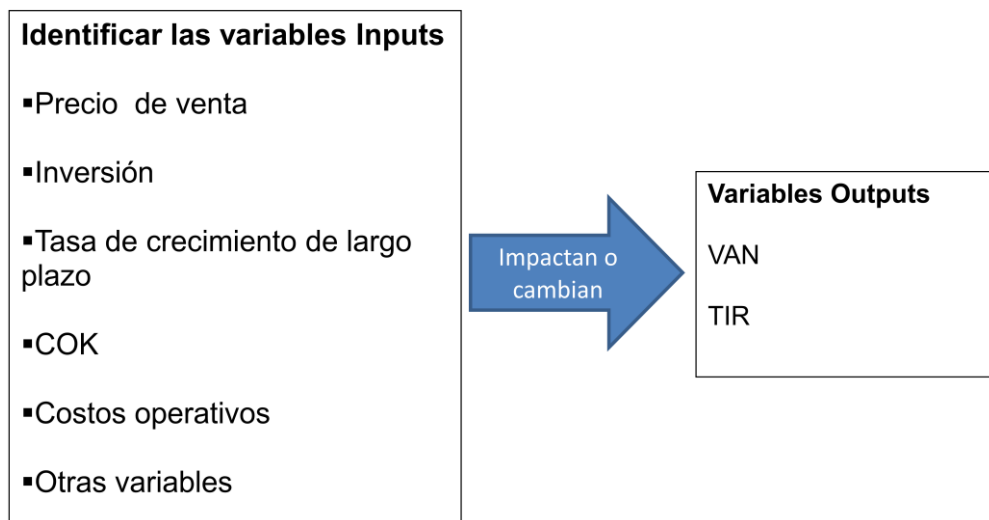 Identificar las variables Inputs
▪Precio de venta
▪Inversión
▪Tasa de crecimiento de largo
plazo
▪COK
▪Costos operativos
▪Otras variables
Impactan o
cambian
Variables Outputs
VAN
TIR